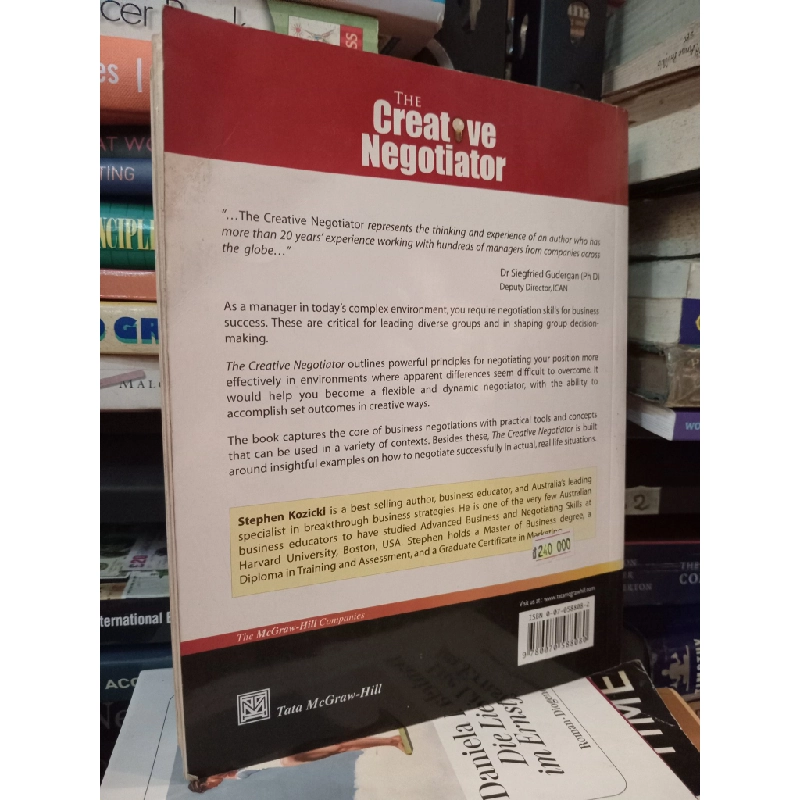 THE
Creative
Negotiator
"...The Creative Negotiator represents the thinking and experience of an author who has
more than 20 years' experience working with hundreds of managers from companies across
the globe..."
Dr Siegfried Gudergan (Ph D)
Deputy Director, ICAN
As a manager in today's complex environment, you require negotiation skills for business
success. These are critical for leading diverse groups and in shaping group decision-
making.
The Creative Negotiator outlines powerful principles for negotiating your position more
effectively in environments where apparent differences seem difficult to overcome. It
would help you become a flexible and dynamic negotiator, with the ability to
accomplish set outcomes in creative ways.
The book captures the core of business negotiations with practical tools and concepts
that can be used in a variety of contexts. Besides these, The Creative Negotiator is built
around insightful examples on how to negotiate successfully in actual, real life situations.
Stephen Kozicki is a best selling author, business educator, and Australia's leading
specialist in breakthrough business strategies. He is one of the very few Australian
business educators to have studied Advanced Business and Negotiating Skills at
Harvard University, Boston, USA. Stephen Holds a Master of Business degree, a
Diploma in Training and Assessment, and a Graduate Certificate in
240 000
The McGraw-Hill Companies
Tata McGraw-Hill
TIME
Daniela
Die
im Ernst
ternational
ACC
TING
MAL
GR
2
TIMOTHY